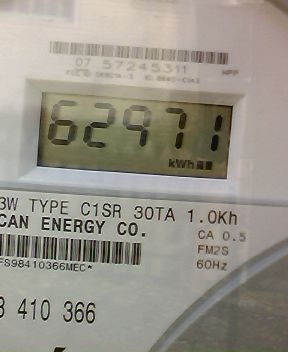 07 57245311
62971
kWh
3W TYPE C1SR 30TA 1.0Kh
CAN ENERGY CO.
CA 0.5
FM2S
60Hz
FS98410366MEC*
3 410 366